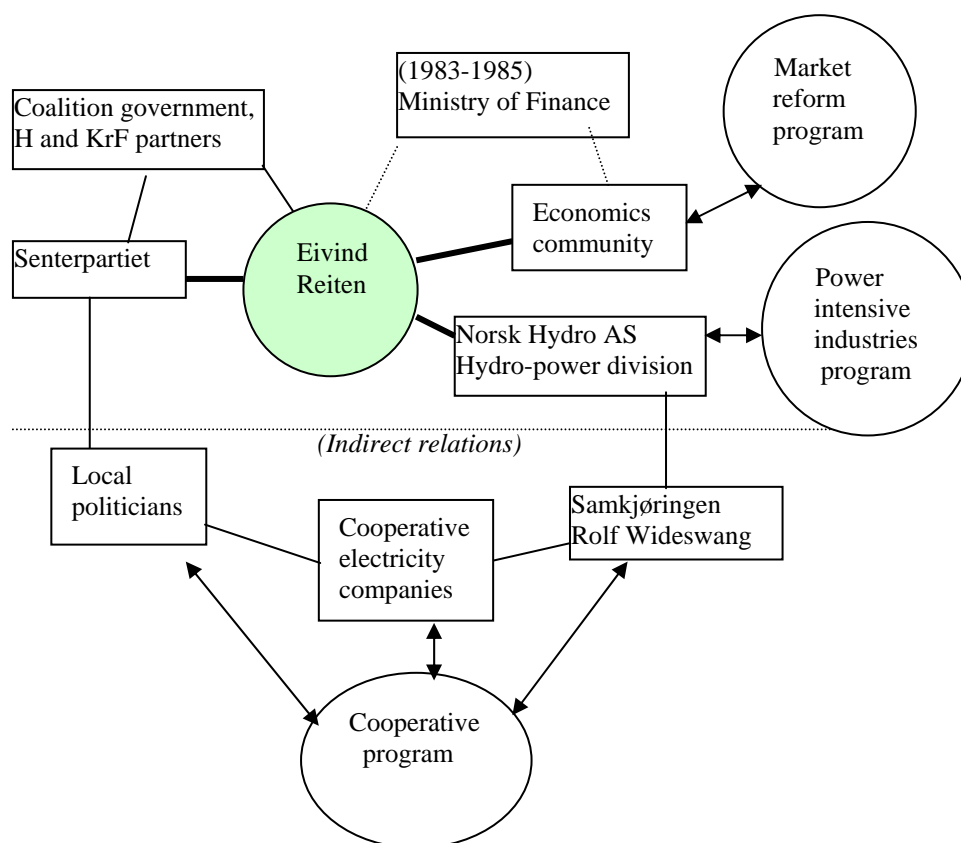 (1983-1985)
Ministry of Finance
Market
reform
program
Coalition government,
H and KrF partners
Economics
community
Senterpartiet
Eivind
Reiten
Power
intensive
industries
program
Norsk Hydro AS
Hydro-power division
(Indirect relations)
Local
politicians
Cooperative
electricity
companies
Samkjøringen
Rolf Wideswang
Cooperative
program